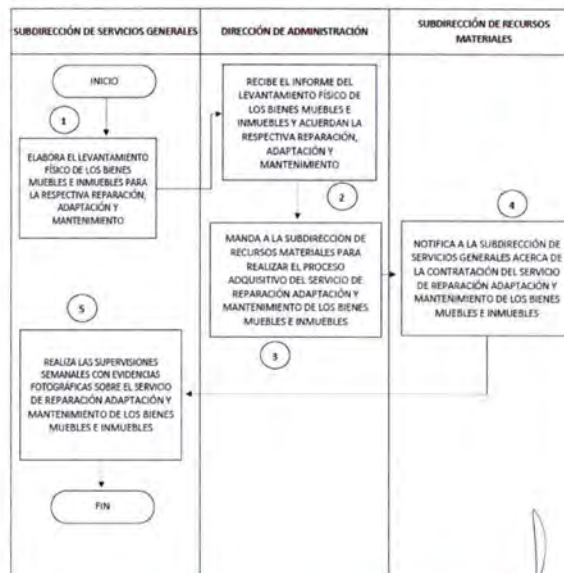 SUBDIRECCIÓN DE SERVICIOS GENERALES
DIRECCIÓN DE ADMINISTRACIÓN
SUBDIRECCIÓN DE RECURSOS
MATERIALES
INICIO
1
ELABORA EL LEVANTAMIENTO
FÍSICO DE LOS BIENES
MUEBLES E INMUEBLES PARA
LA RESPECTIVA REPARACIÓN,
ADAPTACIÓN Y
MANTENIMIENTO
RECIBE EL INFORME DEL
LEVANTAMIENTO FÍSICO DE
LOS BIENES MUEBLES E
INMUEBLES Y ACUERDAN LA
RESPECTIVA REPARACIÓN,
ADAPTACIÓN Y
MANTENIMIENTO
2
MANDA A LA SUBDIRECCIÓN DE
RECURSOS MATERIALES PARA
REALIZAR EL PROCESO
ADQUISITIVO DEL SERVICIO DE
REPARACIÓN ADAPTACIÓN Y
MANTENIMIENTO DE LOS BIENES
MUEBLES E INMUEBLES
3
4
NOTIFICA A LA SUBDIRECCIÓN DE
SERVICIOS GENERALES ACERCA DE
LA CONTRATACIÓN DEL SERVICIO
DE REPARACIÓN ADAPTACIÓN Y
MANTENIMIENTO DE LOS BIENES
MUEBLES E INMUEBLES
5
REALIZA LAS SUPERVISIONES
SEMANALES CON EVIDENCIAS
FOTOGRÁFICAS SOBRE EL SERVICIO
DE REPARACIÓN ADAPTACIÓN Y
MANTENIMIENTO DE LOS BIENES
MUEBLES E INMUEBLES
FIN